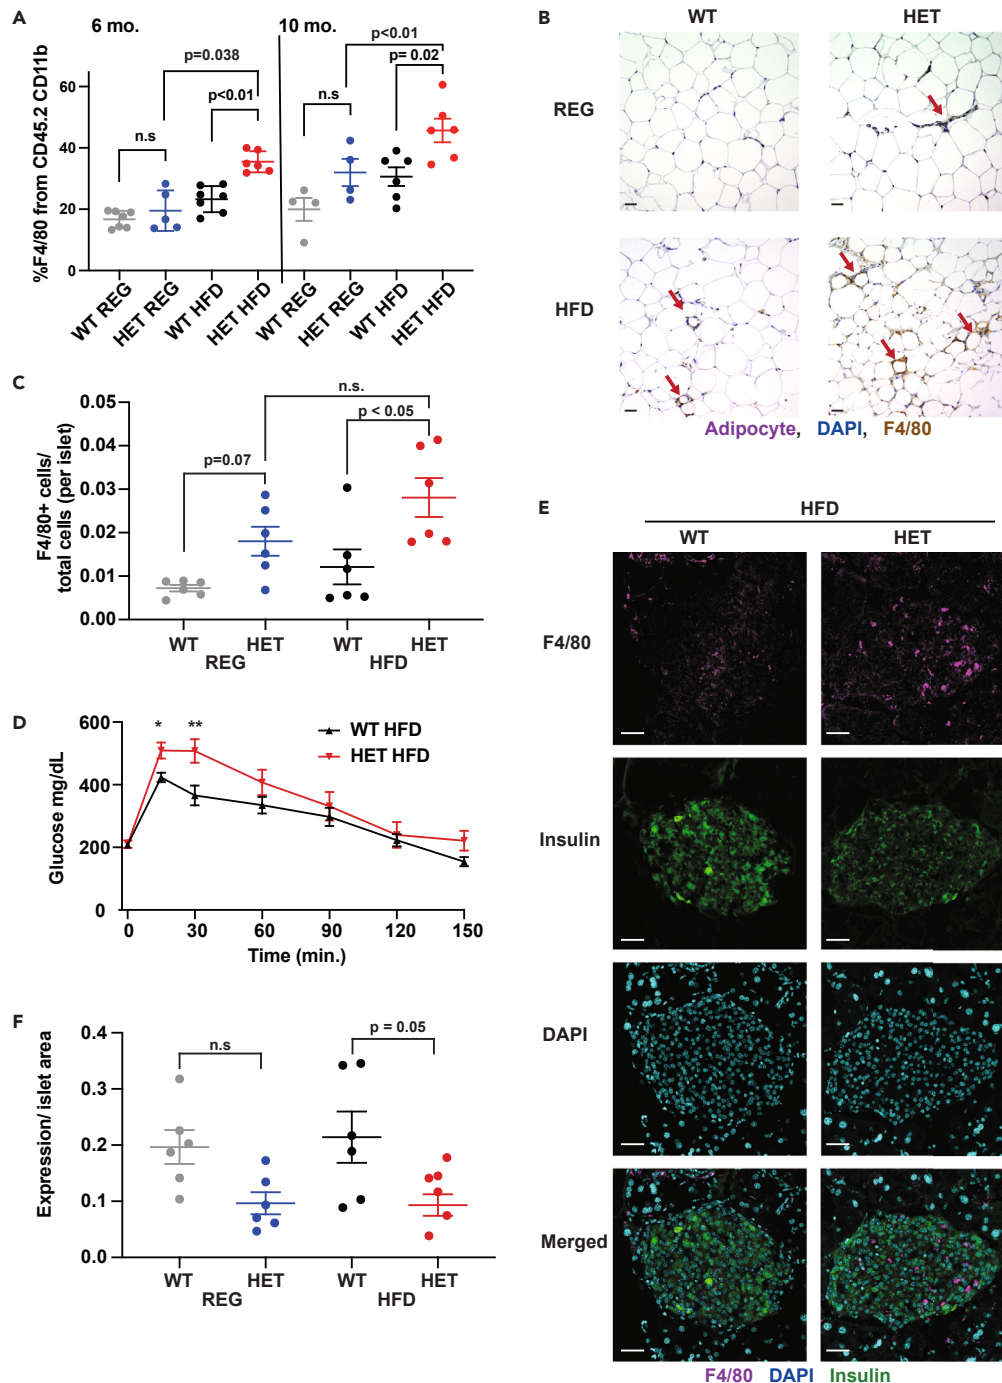 A
6 mo.
10 mo.
p<0.01
p=0.038
p= 0.02
p<0.01
n.s
n.s
%F4/80 from CD45.2 CD11b
60
40
20
0
WT REG
HET REG
WT HFD
HET HFD
WT REG
HET REG
WT HFD
HET HFD
B
WT
HET
REG
HFD
Adipocyte, DAPI, F4/80
C
n.s.
p < 0.05
p=0.07
F4/80+ cells/
total cells (per islet)
0.05
0.04
0.03
0.02
0.01
0.00
WT
HET
WT
HET
REG
HFD
D
* **
WT HFD
HET HFD
Glucose mg/dL
600
400
200
0
0 30 60 90 120 150
Time (min.)
E
HFD
WT
HET
F4/80
Insulin
DAPI
Merged
F4/80 DAPI Insulin
F
n.s
p = 0.05
Expression/ islet area
0.4
0.3
0.2
0.1
0.0
WT
HET
WT
HET
REG
HFD